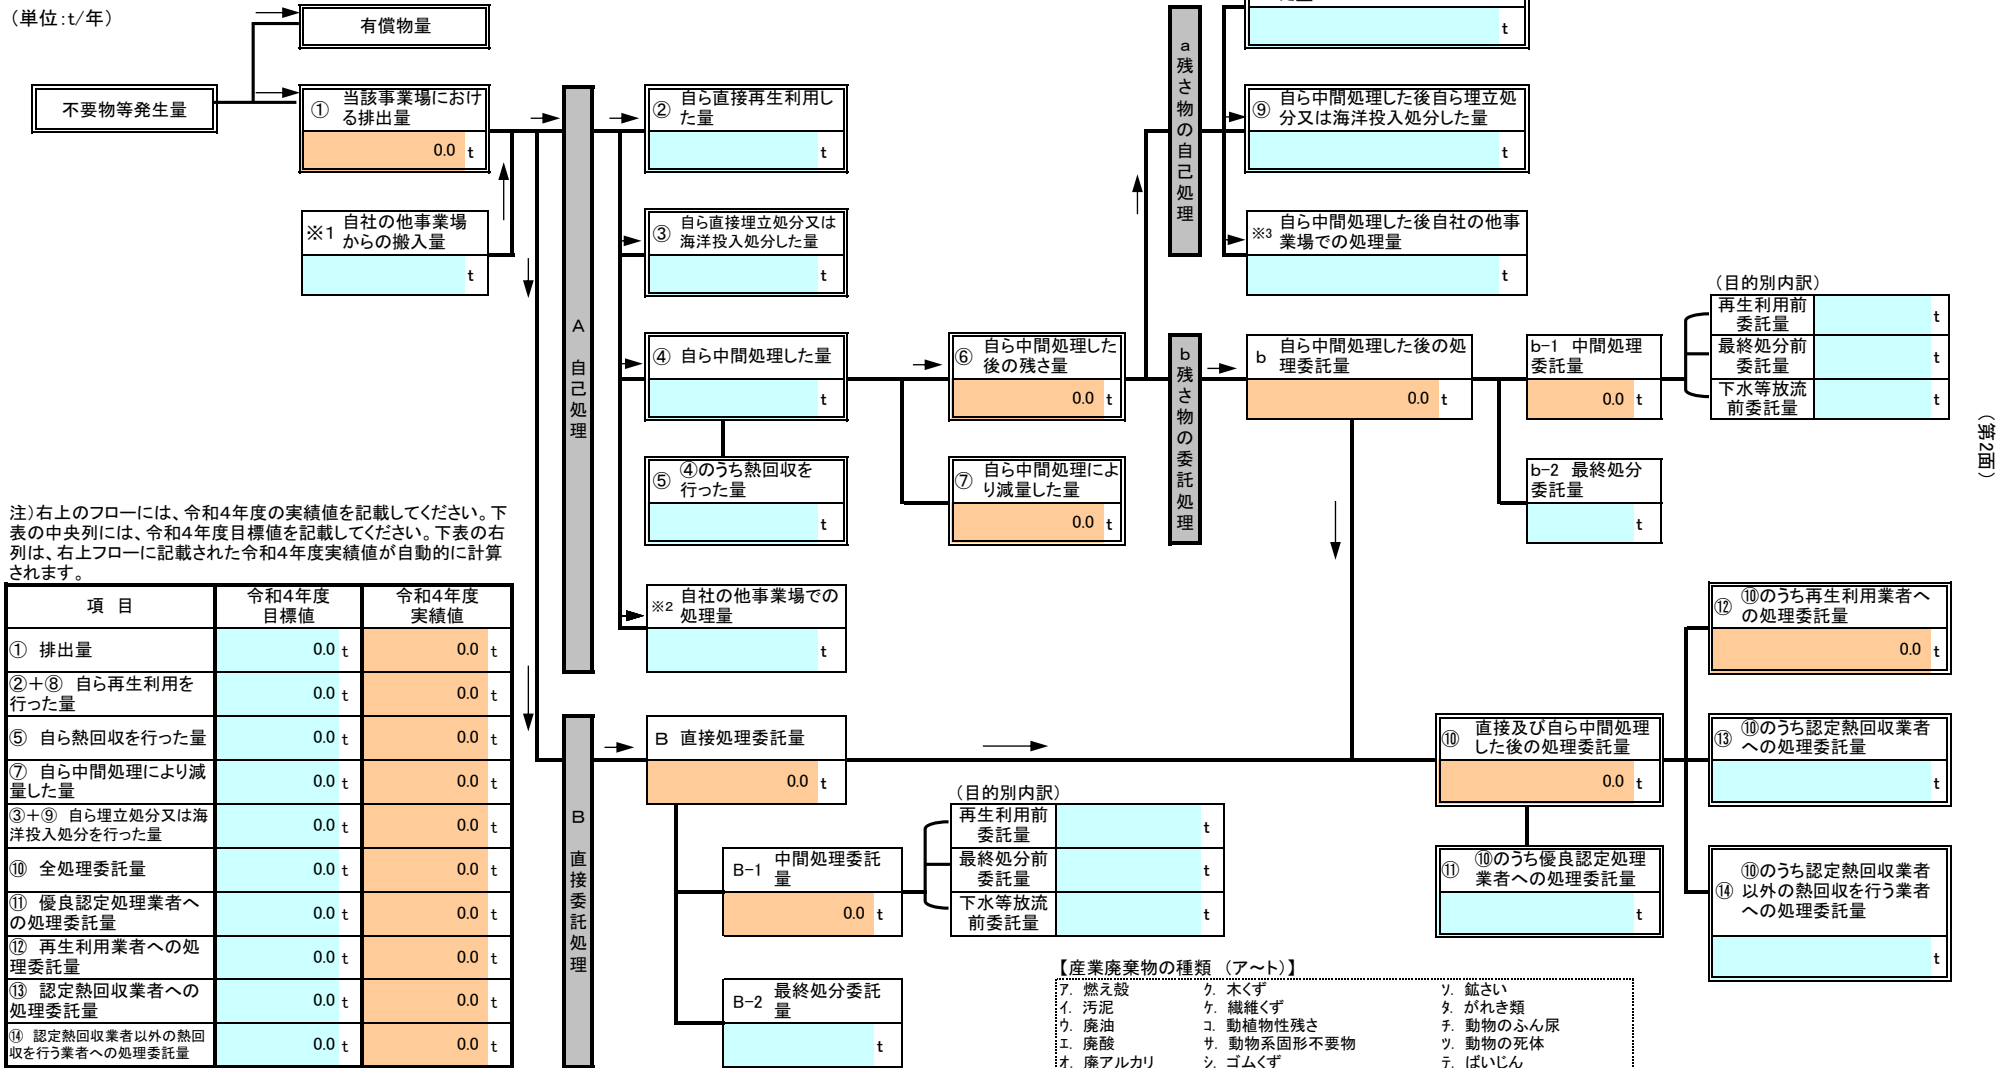 (単位:t/年)
有償物量
不要物等発生量
① 当該事業場におけ
る排出量
0.0 t
※1 自社の他事業場
からの搬入量
t
A 自己処理
② 自ら直接再生利用し
た量
t
③ 自ら直接埋立処分又は
海洋投入処分した量
t
④ 自ら中間処理した量
t
⑤ ④のうち熱回収を
行った量
t
※2 自社の他事業場での
処理量
t
⑥ 自ら中間処理した
後の残さ量
0.0 t
⑦ 自ら中間処理によ
り減量した量
0.0 t
a 残さ物の自己処理
t
⑨ 自ら中間処理した後自ら埋立処
分又は海洋投入処分した量
t
※3 自ら中間処理した後自社の他事
業場での処理量
t
b 残さ物の委託処理
b 自ら中間処理した後の処
理委託量
0.0 t
b-1 中間処理
委託量
0.0 t
b-2 最終処分
委託量
t
(目的別内訳)
再生利用前
委託量
t
最終処分前
委託量
t
下水等放流
前委託量
t
(第2面)
注)右上のフローには、令和4年度の実績値を記載してください。下
表の中央列には、令和4年度目標値を記載してください。下表の右
列は、右上フローに記載された令和4年度実績値が自動的に計算
されます。
項 目 令和4年度
目標値 令和4年度
実績値
① 排出量 0.0 t 0.0 t
②+⑧ 自ら再生利用を
行った量 0.0 t 0.0 t
⑤ 自ら熱回収を行った量 0.0 t 0.0 t
⑦ 自ら中間処理により減
量した量 0.0 t 0.0 t
③+⑨ 自ら埋立処分又は海
洋投入処分を行った量 0.0 t 0.0 t
⑩ 全処理委託量 0.0 t 0.0 t
⑪ 優良認定処理業者へ
の処理委託量 0.0 t 0.0 t
⑫ 再生利用業者への処
理委託量 0.0 t 0.0 t
⑬ 認定熱回収業者への
処理委託量 0.0 t 0.0 t
⑭ 認定熱回収業者以外の熱回
収を行う業者への処理委託量 0.0 t 0.0 t
B 直接委託処理
B 直接処理委託量
0.0 t
B-1 中間処理委託
量
0.0 t
B-2 最終処分委託
量
t
(目的別内訳)
再生利用前
委託量
t
最終処分前
委託量
t
下水等放流
前委託量
t
⑩ 直接及び自ら中間処理
した後の処理委託量
0.0 t
⑪ ⑩のうち優良認定処理
業者への処理委託量
t
⑫ ⑩のうち再生利用業者へ
の処理委託量
0.0 t
⑬ ⑩のうち認定熱回収業者
への処理委託量
t
⑭ ⑩のうち認定熱回収業者
以外の熱回収を行う業者
への処理委託量
t
【産業廃棄物の種類 (ア~ト)】
ア. 燃え殻 ク. 木くず ソ. 鉱さい
イ. 汚泥 ケ. 繊維くず タ. がれき類
ウ. 廃油 コ. 動植物性残さ チ. 動物のふん尿
エ. 廃酸 サ. 動物系固形不要物 ツ. 動物の死体
オ. 廃アルカリ シ. ゴムくず テ. ばいじん